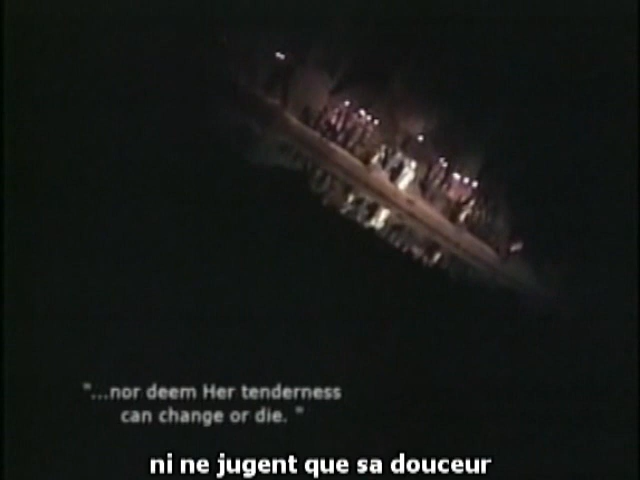 "...nor deem Her tenderness
can change or die. "
ni ne jugent que sa douceur